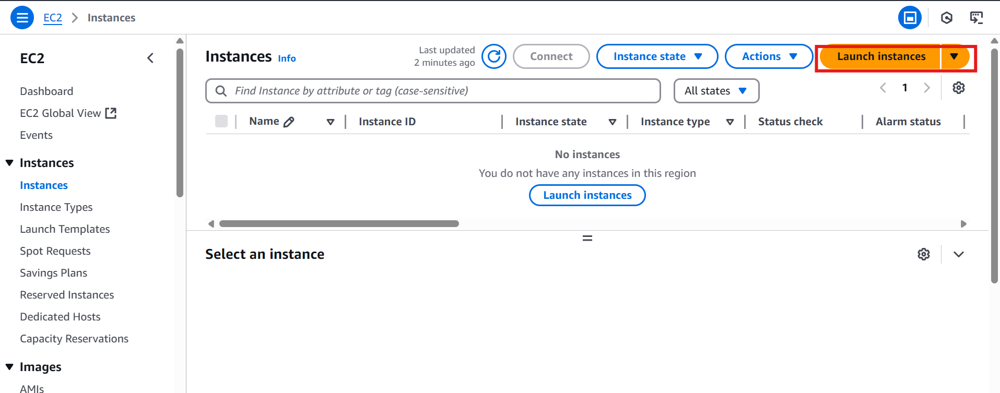 EC2 > Instances
EC2
Dashboard
EC2 Global View
Events
Instances
Instances
Instance Types
Launch Templates
Spot Requests
Savings Plans
Reserved Instances
Dedicated Hosts
Capacity Reservations
Images
AMIs
Instances Info
Last updated
2 minutes ago
Connect
Instance state
Actions
Launch instances
Find Instance by attribute or tag (case-sensitive)
All states
1
Name
Instance ID
Instance state
Instance type
Status check
Alarm status
No instances
You do not have any instances in this region
Launch instances
Select an instance